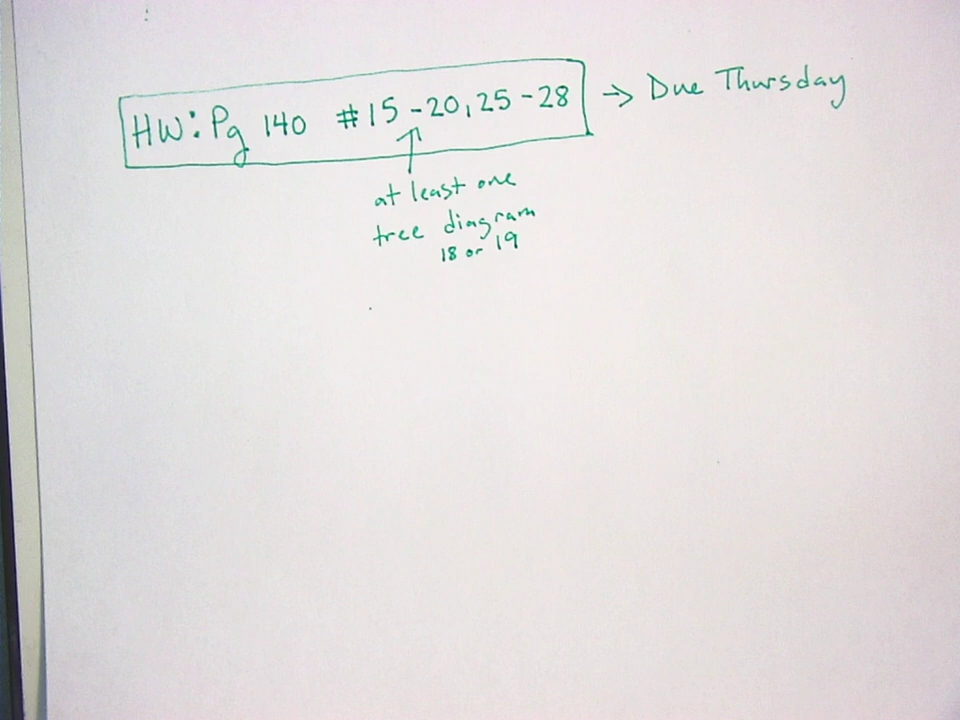 HW: Pg 140 #15-20, 25-28 → Due Thursday
at least one
tree diagram
18 or 19